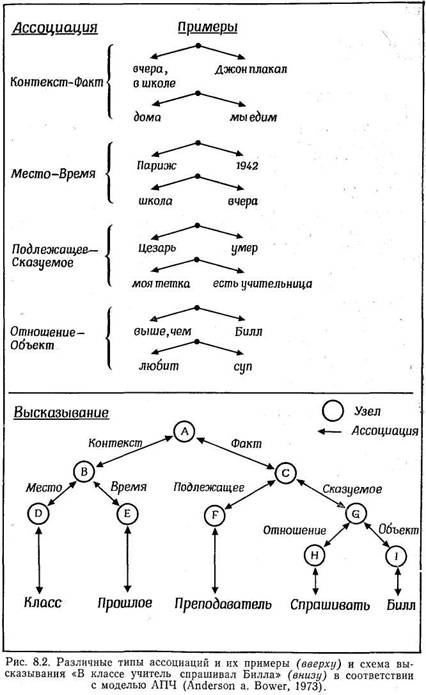 Ассоциация Примеры
Контекст-Факт
вчера, в школе Джон плакал
дома мы едим
Место-Время
Париж 1942
школа вчера
Подлежащее-
Сказуемое
Цезарь умер
моя тетка есть учительница
Отношение-
Объект
выше, чем Билл
любит суп
Высказывание
Узел
Ассоциация
A
Контекст Факт
B C
Место Время Подлежащее Сказуемое
D E F G
Отношение Объект
H I
Класс Прошлое Преподаватель Спрашивать Билл
Рис. 8.2. Различные типы ассоциаций и их примеры (вверху) и схема вы-
сказывания «В классе учитель спрашивал Билла» (внизу) в соответствии
с моделью АПЧ (Anderson a. Bower, 1973).